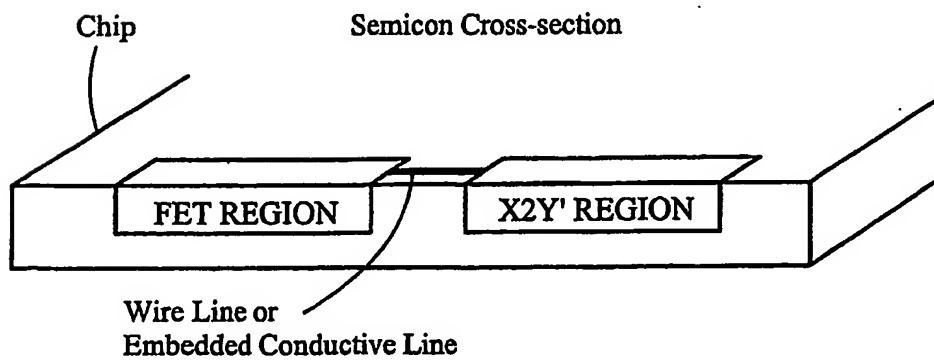 Chip
Semicon Cross-section
FET REGION
X2Y' REGION
Wire Line or
Embedded Conductive Line